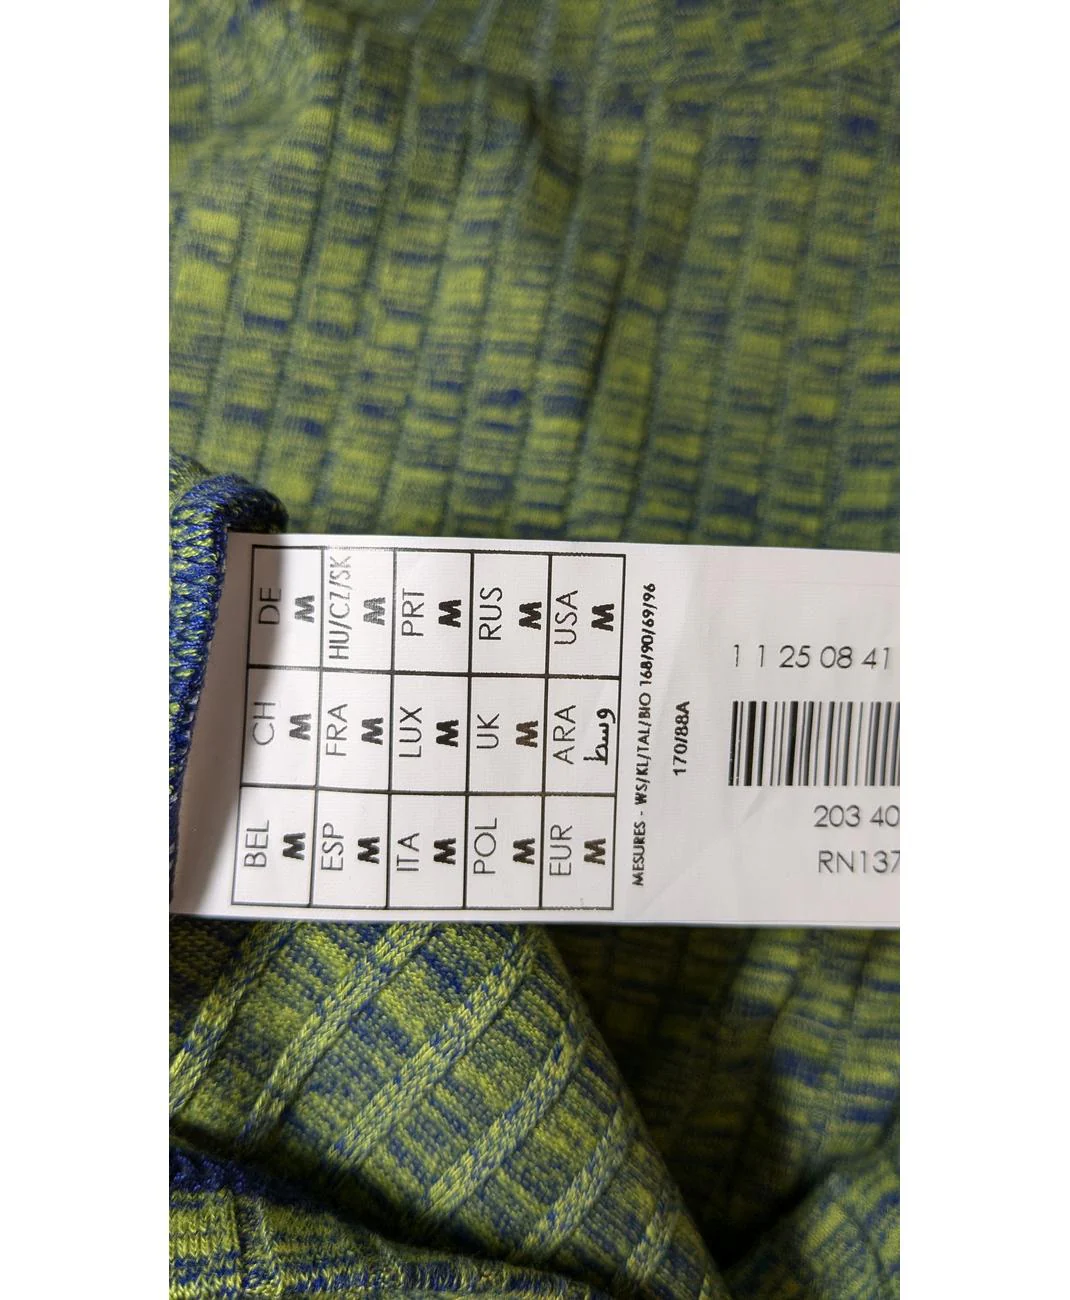 BEL CH DE
M M M
ESP FRA HU/CZ/SK
M M M
ITA LUX PRT
M M M
POL UK RUS
M M M
EUR ARA USA
M وسط M
MESURES - WS/KL/TAL/BIO 168/90/69/96
170/88A
1 1 25 08 41
203 40
RN137